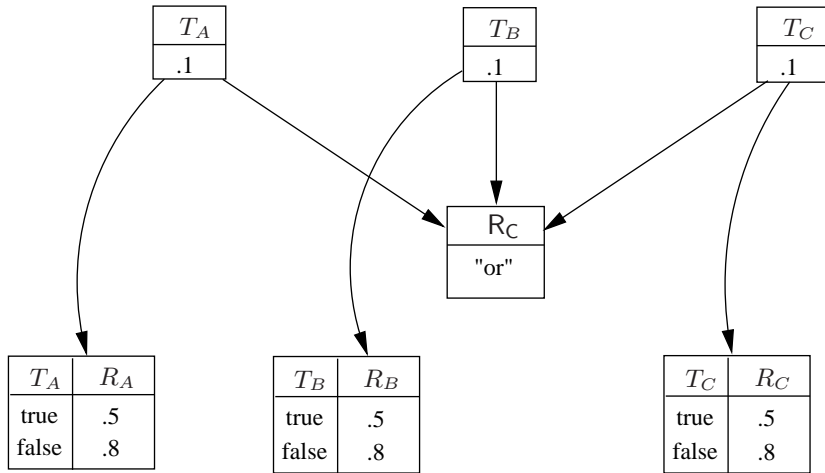 T_A
.1
T_B
.1
T_C
.1
R_C
"or"
T_A R_A
true .5
false .8
T_B R_B
true .5
false .8
T_C R_C
true .5
false .8